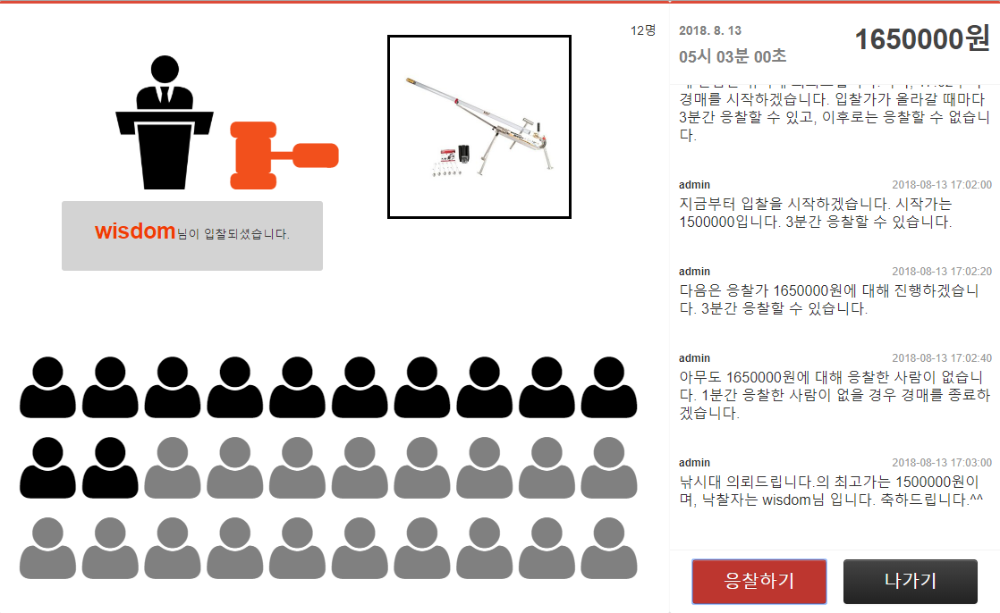 12명
wisdom님이 입찰되셨습니다.
2018. 8. 13
05시 03분 00초
1650000원
경매를 시작하겠습니다. 입찰가가 올라갈 때마다
3분간 응찰할 수 있고, 이후로는 응찰할 수 없습니
다.
admin 2018-08-13 17:02:00
지금부터 입찰을 시작하겠습니다. 시작가는
1500000입니다. 3분간 응찰할 수 있습니다.
admin 2018-08-13 17:02:20
다음은 응찰가 1650000원에 대해 진행하겠습니
다. 3분간 응찰할 수 있습니다.
admin 2018-08-13 17:02:40
아무도 1650000원에 대해 응찰한 사람이 없습니
다. 1분간 응찰한 사람이 없을 경우 경매를 종료하
겠습니다.
admin 2018-08-13 17:03:00
낚시대 의뢰드립니다.의 최고가는 1500000원이
며, 낙찰자는 wisdom님 입니다. 축하드립니다.^^
응찰하기
나가기